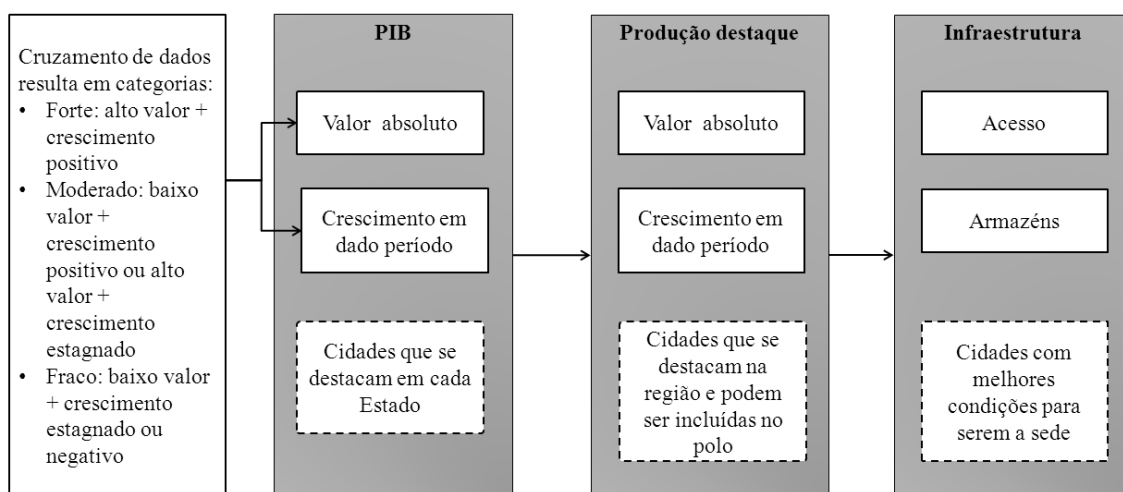 Cruzamento de dados
resulta em categorias:
• Forte: alto valor +
crescimento
positivo
• Moderado: baixo
valor +
crescimento
positivo ou alto
valor +
crescimento
estagnado
• Fraco: baixo valor
+ crescimento
estagnado ou
negativo
PIB
Valor absoluto
Crescimento em
dado período
Cidades que se
destacam em cada
Estado
Produção destaque
Valor absoluto
Crescimento em
dado período
Cidades que se
destacam na
região e podem
ser incluídas no
polo
Infraestrutura
Acesso
Armazéns
Cidades com
melhores
condições para
serem a sede